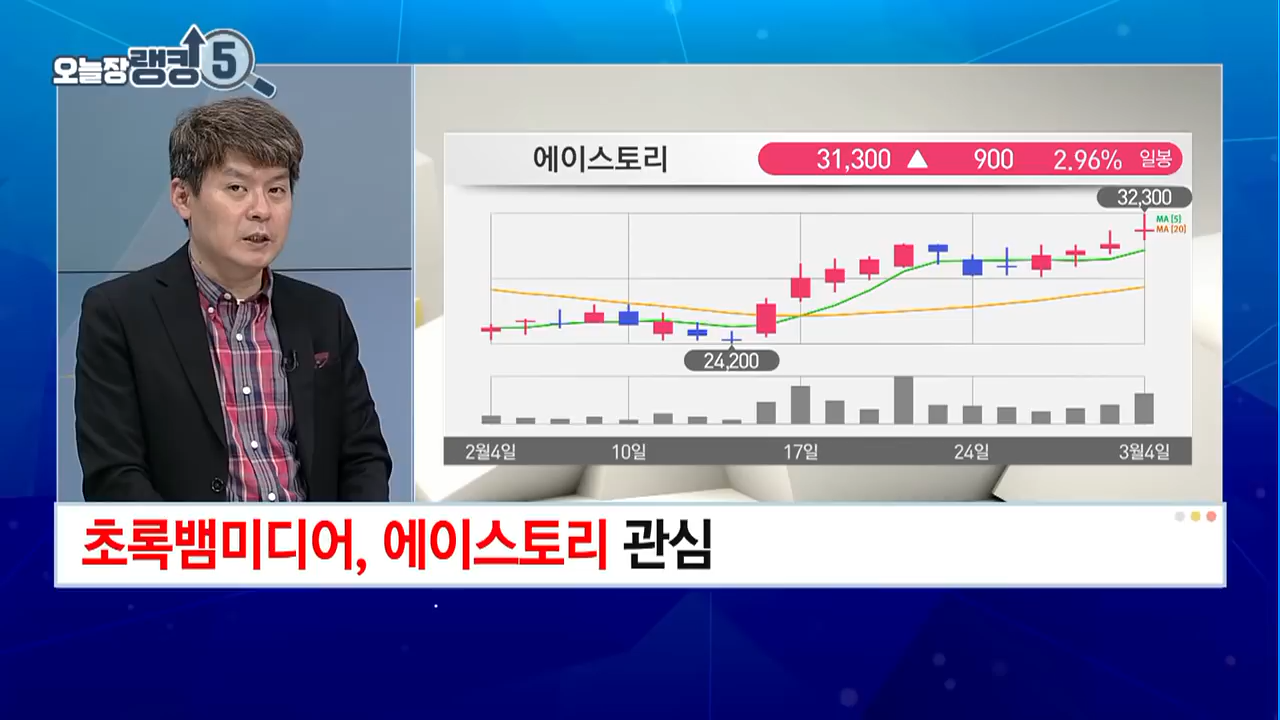 오늘장랭킹5
에이스토리 31,300 ▲ 900 2.96% 일봉
32,300
MA [5]
MA [20]
24,200
2월4일 10일 17일 24일 3월4일
초록뱀미디어, 에이스토리 관심